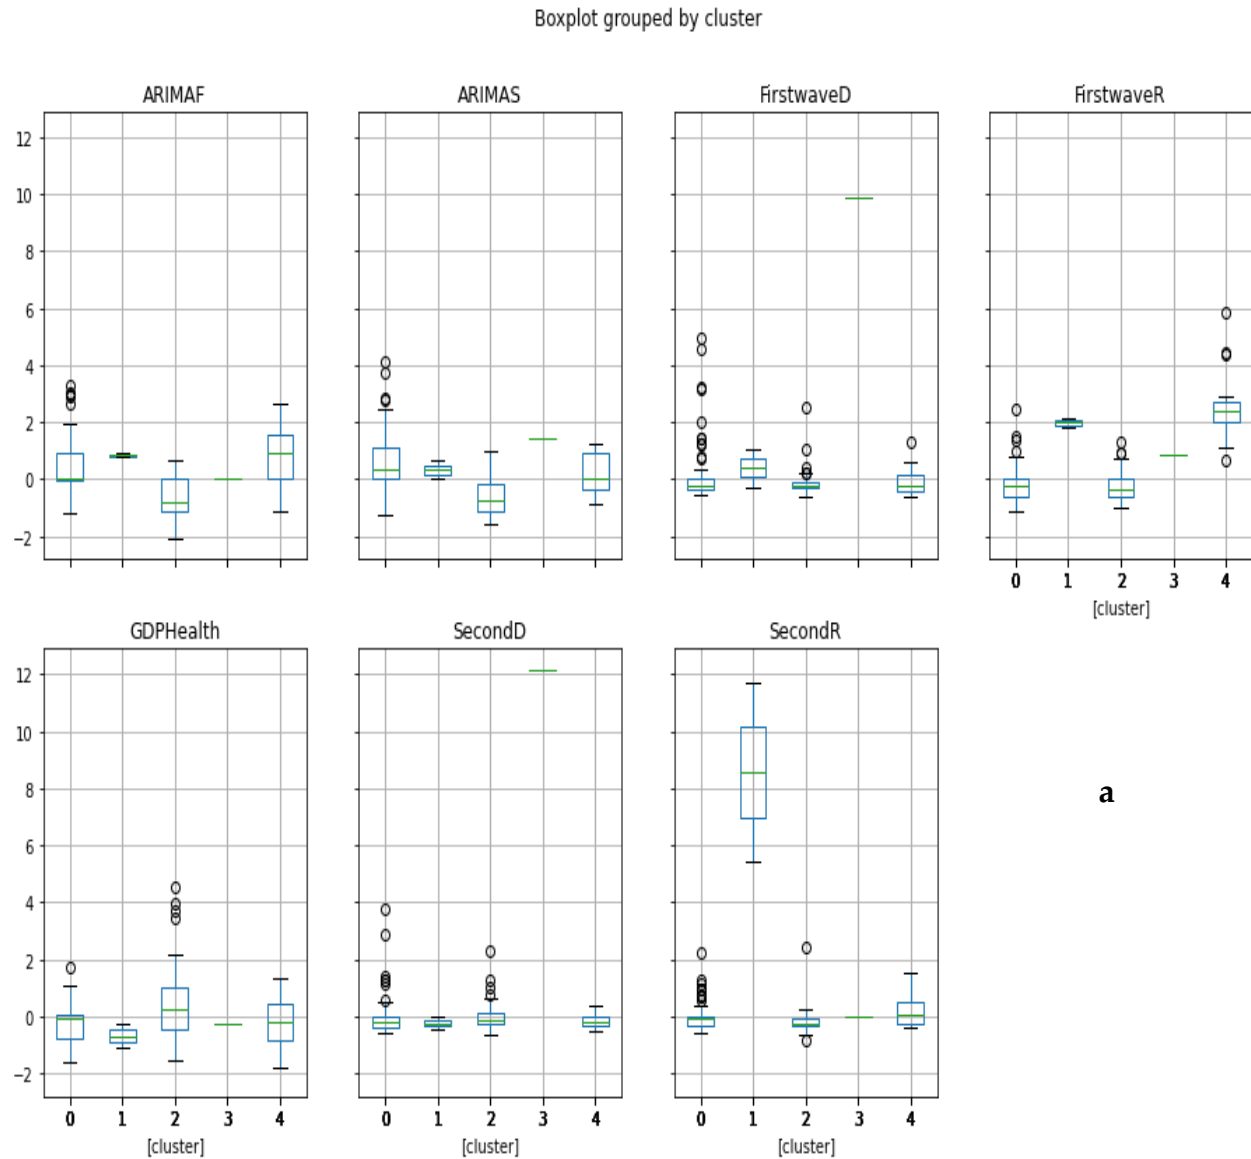 Boxplot grouped by cluster
ARIMAF ARIMAS FirstwaveD FirstwaveR
12
10
8
6
4
2
0
−2
0 1 2 3 4
[cluster]
GDPHealth SecondD SecondR
12
10
8
6
4
2
0
−2
a
0 1 2 3 4 0 1 2 3 4 0 1 2 3 4
[cluster] [cluster] [cluster]